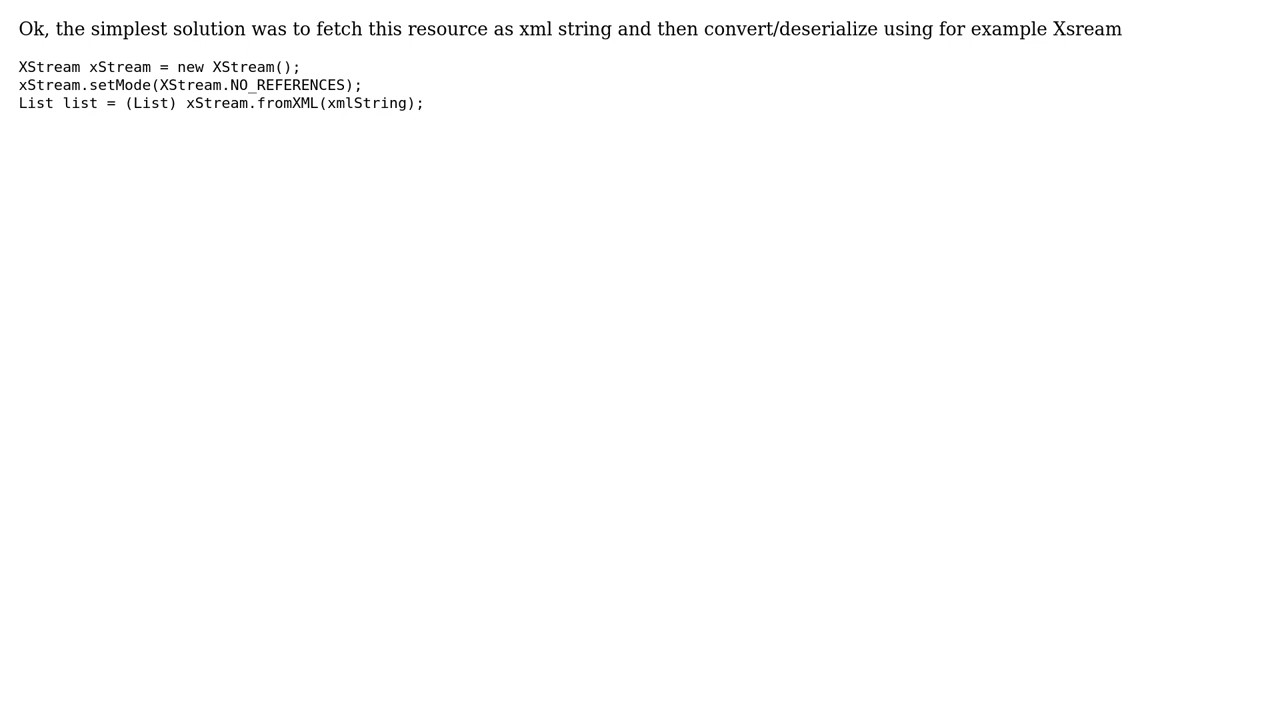 Ok, the simplest solution was to fetch this resource as xml string and then convert/deserialize using for example Xsream
XStream xStream = new XStream();
xStream.setMode(XStream.NO_REFERENCES);
List list = (List) xStream.fromXML(xmlString);